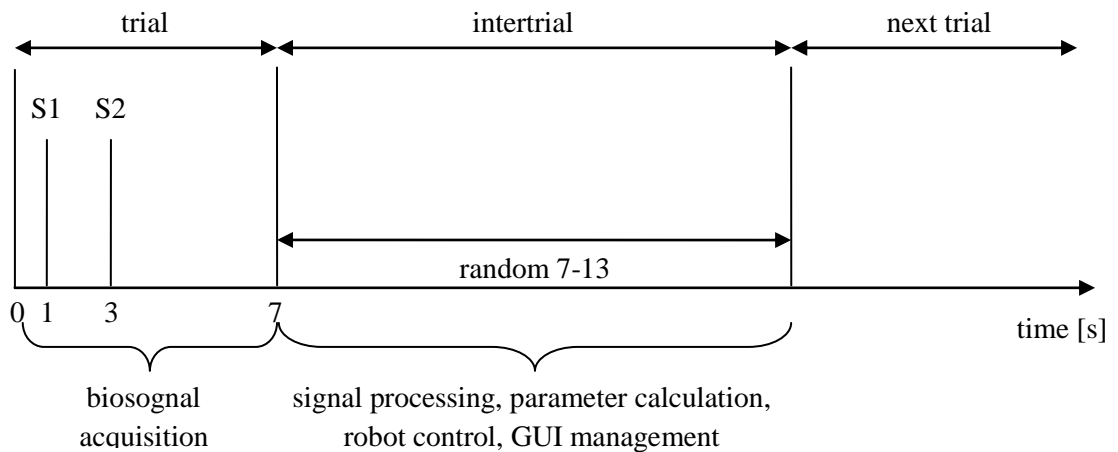 trial intertrial next trial
S1 S2
random 7-13
0 1 3 7
time [s]
biosognal signal processing, parameter calculation,
acquisition robot control, GUI management